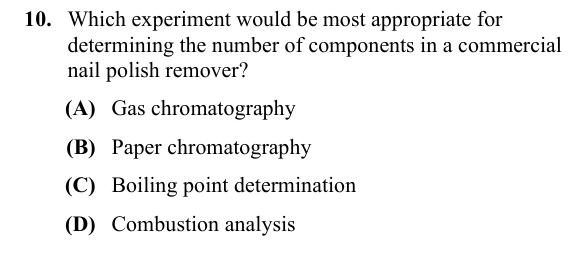 10. Which experiment would be most appropriate for
determining the number of components in a commercial
nail polish remover?
(A) Gas chromatography
(B) Paper chromatography
(C) Boiling point determination
(D) Combustion analysis